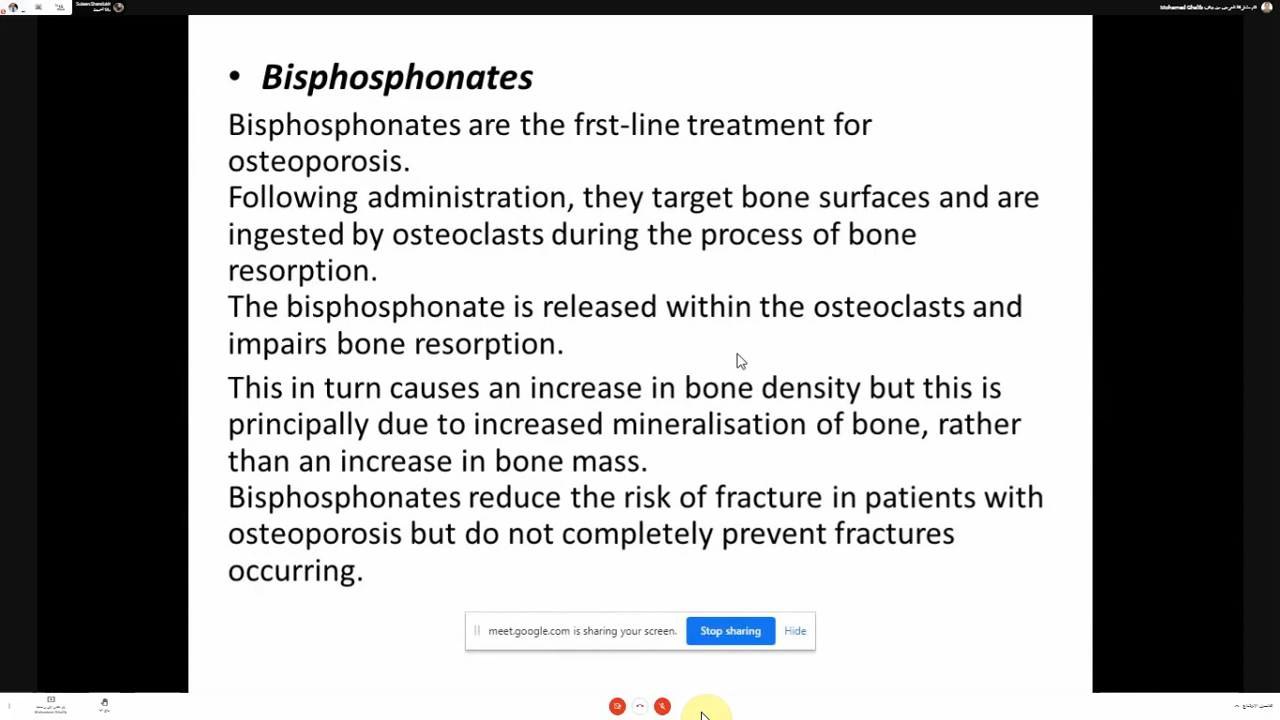 Mohamed Ghalib
• Bisphosphonates
Bisphosphonates are the frst-line treatment for
osteoporosis.
Following administration, they target bone surfaces and are
ingested by osteoclasts during the process of bone
resorption.
The bisphosphonate is released within the osteoclasts and
impairs bone resorption.
This in turn causes an increase in bone density but this is
principally due to increased mineralisation of bone, rather
than an increase in bone mass.
Bisphosphonates reduce the risk of fracture in patients with
osteoporosis but do not completely prevent fractures
occurring.
meet.google.com is sharing your screen. Stop sharing Hide